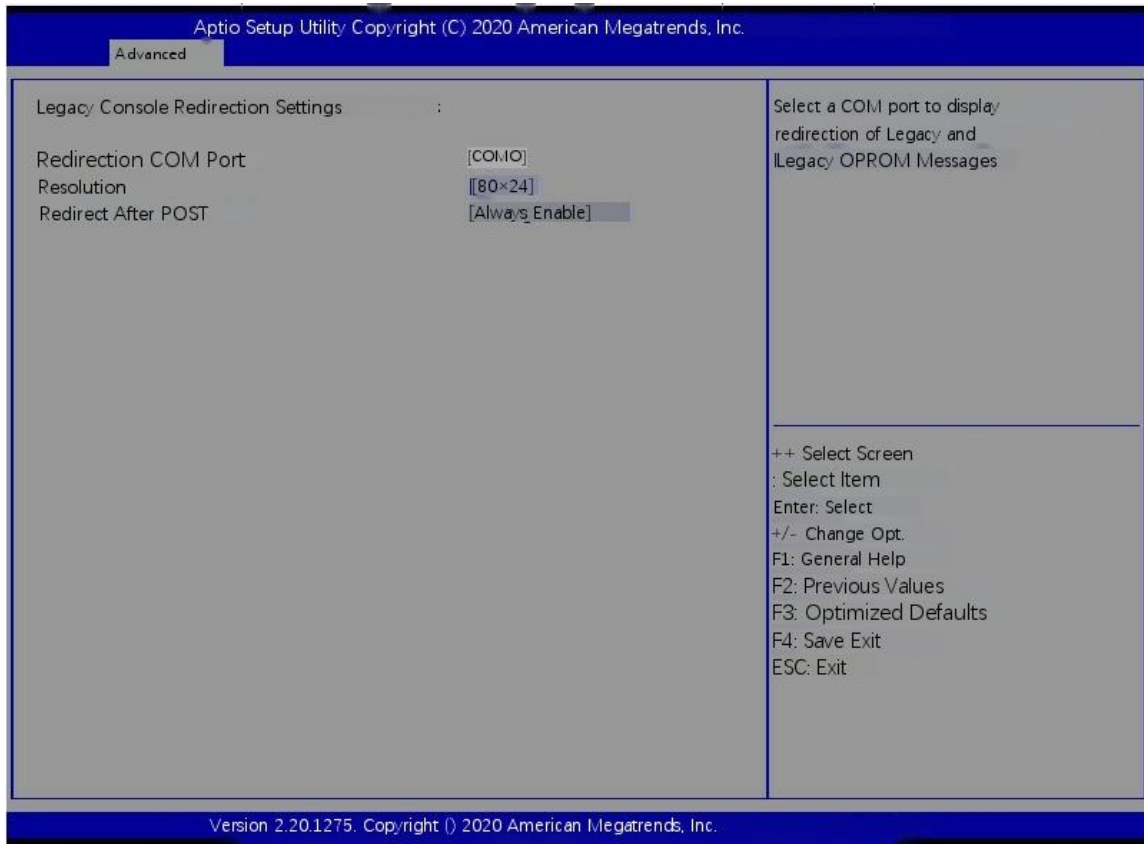 Aptio Setup Utility Copyright (C) 2020 American Megatrends, Inc.
Advanced
Legacy Console Redirection Settings :
Redirection COM Port [COMO]
Resolution [[80×24]
Redirect After POST [Always Enable]
Select a COM port to display
redirection of Legacy and
lLegacy OPROM Messages
++ Select Screen
: Select Item
Enter: Select
+/- Change Opt.
F1: General Help
F2: Previous Values
F3: Optimized Defaults
F4: Save Exit
ESC: Exit
Version 2.20.1275. Copyright () 2020 American Megatrends, Inc.